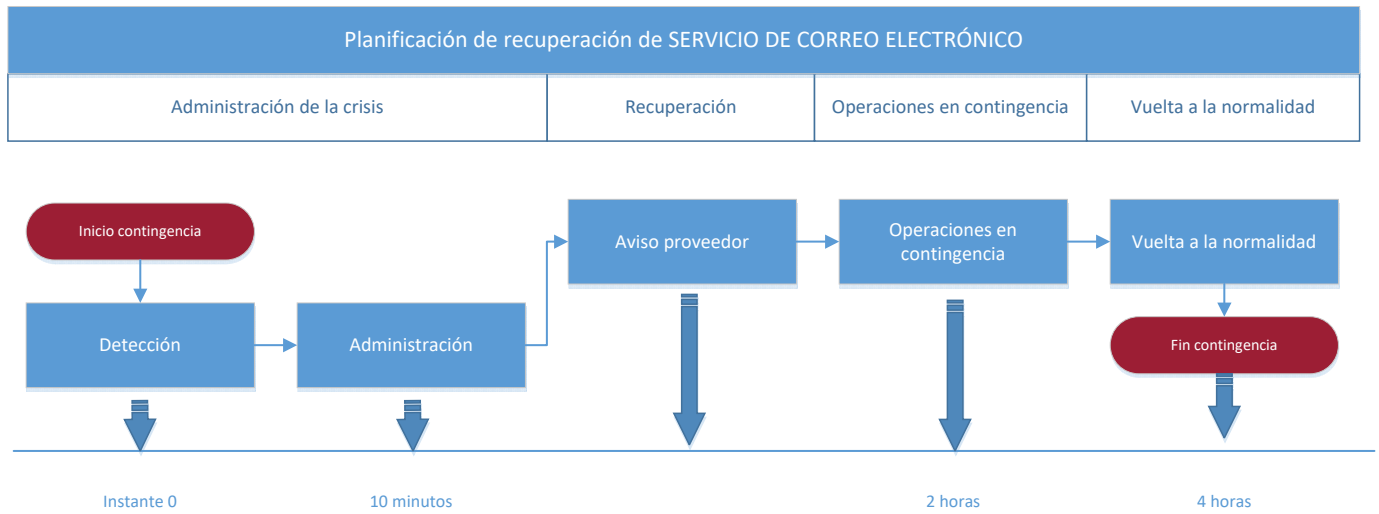 Planificación de recuperación de SERVICIO DE CORREO ELECTRÓNICO
Administración de la crisis
Recuperación
Operaciones en contingencia
Vuelta a la normalidad
Inicio contingencia
Detección
Administración
Aviso proveedor
Operaciones en
contingencia
Vuelta a la normalidad
Fin contingencia
Instante 0
10 minutos
2 horas
4 horas